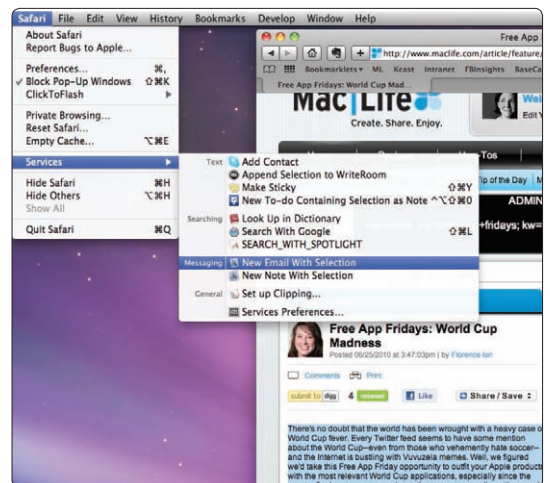 Safari File Edit View History Bookmarks Develop Window Help
About Safari
Report Bugs to Apple...
Preferences... ⌘,
✓ Block Pop-Up Windows ⇧⌘K
ClickToFlash ▶
Private Browsing...
Reset Safari...
Empty Cache... ⌥⌘E
Services ▶
Hide Safari ⌘H
Hide Others ⌥⌘H
Show All
Quit Safari ⌘Q
Text Add Contact
Append Selection to WriteRoom
Make Sticky ⇧⌘Y
New To-do Containing Selection as Note ^⌥⇧⌘0
Searching Look Up in Dictionary
Search With Google ⇧⌘L
SEARCH_WITH_SPOTLIGHT
Messaging New Email With Selection
New Note With Selection
General Set up Clipping...
Services Preferences...
Free App
http://www.maclife.com/article/feature/
Bookmarklets ▾ ML Kcast Intranet FBInsights BaseCa
Free App Fridays: World Cup Mad...
Mac|Life
Create. Share. Enjoy.
Wel
Edit Y
-Tos
Tip of the Day M
ADMIN
+fridays; kw=
Free App Fridays: World Cup
Madness
Posted 06/25/2010 at 3:47:03pm | by Florence Ion
Comments Print
submit to digg 4 retweet Like Share / Save
There's no doubt that the world has been wrought with a heavy case o
World Cup fever. Every Twitter feed seems to have some mention
about the World Cup—even from those who vehemently hate soccer—
and the Internet is bustling with Vuvuzela memes. Well, we figured
we'd take this Free App Friday opportunity to outfit your Apple products
with the most relevant World Cup applications, especially since the